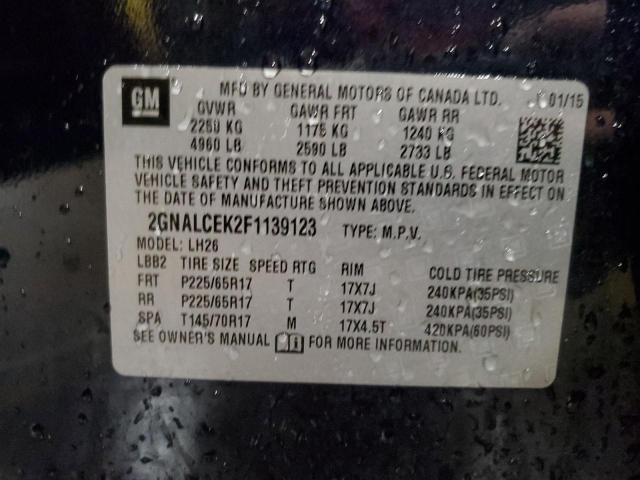 GM
MFD BY GENERAL MOTORS OF CANADA LTD. 01/15
GVWR GAWR FRT GAWR RR
2250 KG 1175 KG 1240 KG
4960 LB 2590 LB 2733 LB
THIS VEHICLE CONFORMS TO ALL APPLICABLE U.S. FEDERAL MOTOR
VEHICLE SAFETY AND THEFT PREVENTION STANDARDS IN EFFECT ON
THE DATE OF MANUFACTURE SHOWN ABOVE.
2GNALCEK2F1139123 TYPE: M.P.V.
MODEL: LH26
LBB2 TIRE SIZE SPEED RTG RIM COLD TIRE PRESSURE
FRT P225/65R17 T 17X7J 240KPA(35PSI)
RR P225/65R17 T 17X7J 240KPA(35PSI)
SPA T145/70R17 M 17X4.5T 420KPA(60PSI)
SEE OWNER'S MANUAL FOR MORE INFORMATION.